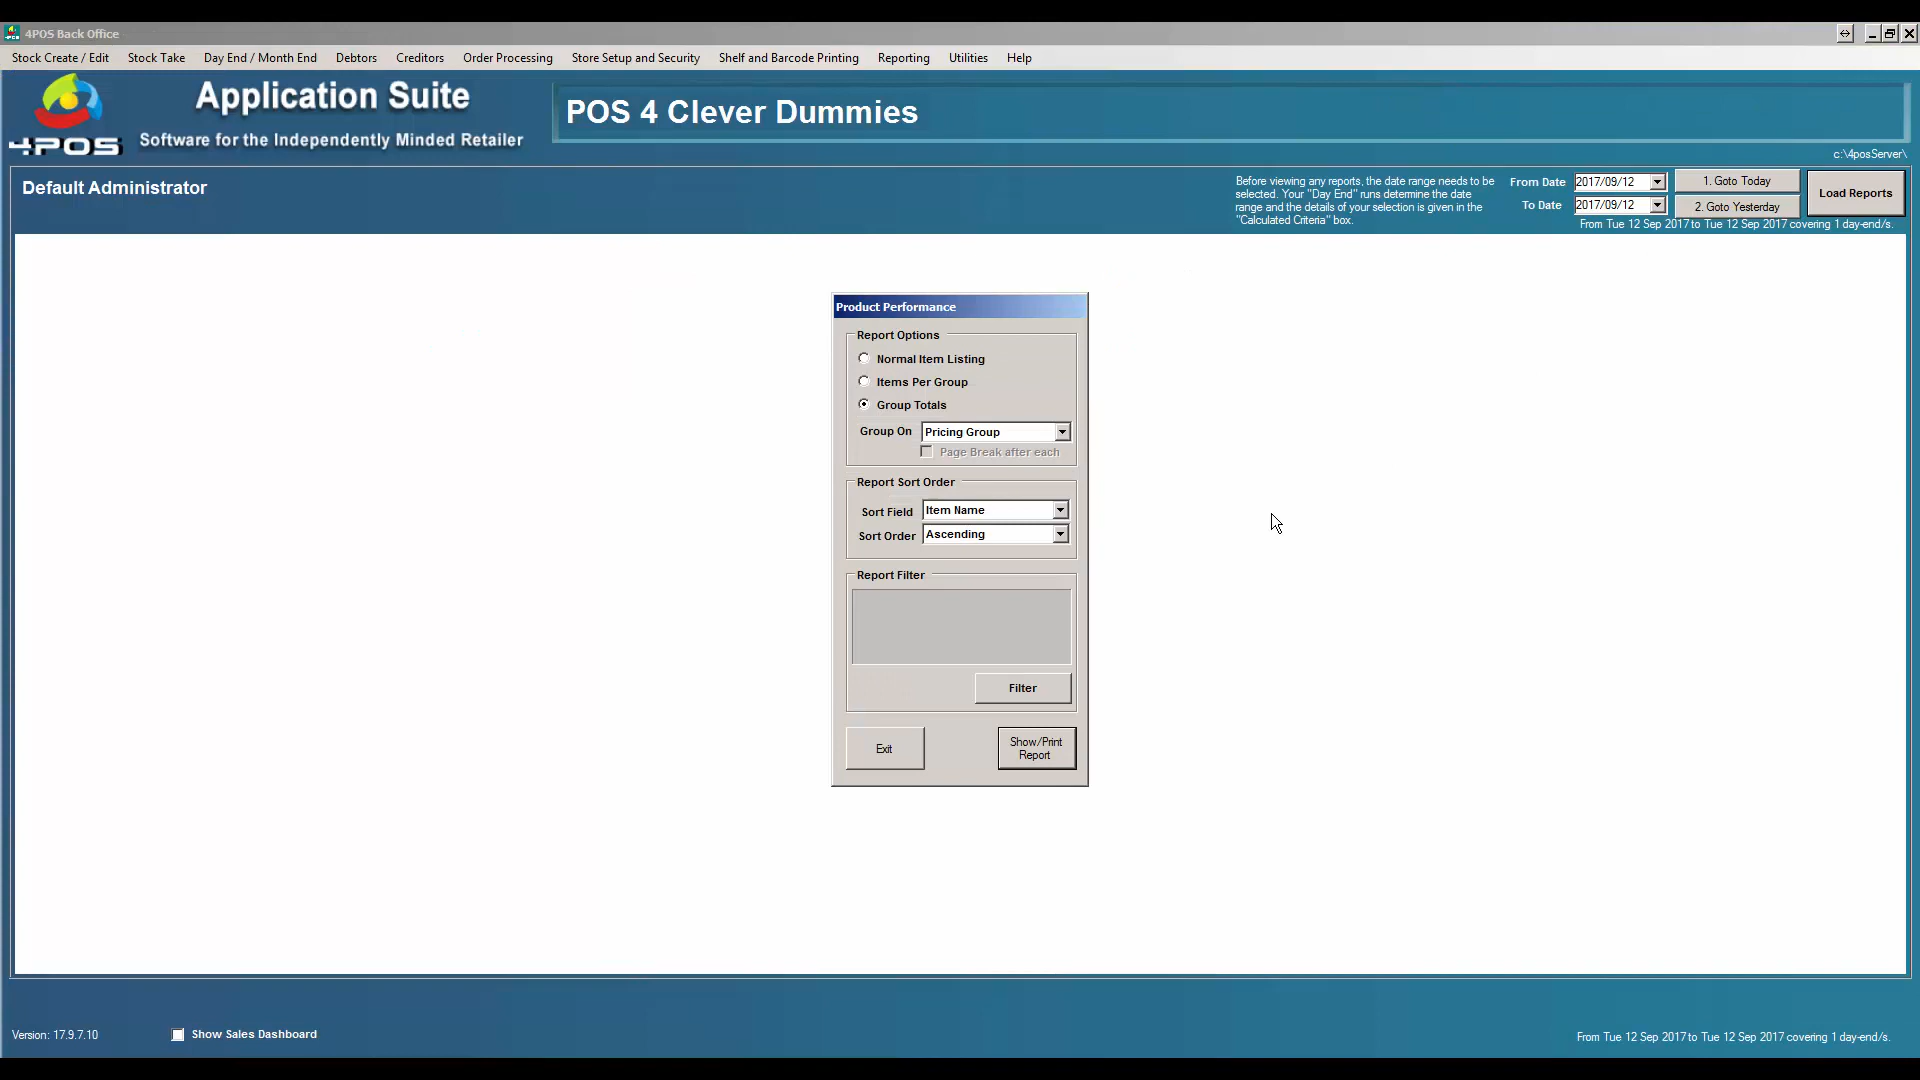 4POS Back Office
Stock Create / Edit Stock Take Day End / Month End Debtors Creditors Order Processing Store Setup and Security Shelf and Barcode Printing Reporting Utilities Help
4POS
Application Suite
Software for the Independently Minded Retailer
POS 4 Clever Dummies
c:\4posServer\
Default Administrator
Before viewing any reports, the date range needs to be
selected. Your "Day End" runs determine the date
range and the details of your selection is given in the
"Calculated Criteria" box.
From Date 2017/09/12 1. Goto Today
To Date 2017/09/12 2. Goto Yesterday
Load Reports
From Tue 12 Sep 2017 to Tue 12 Sep 2017 covering 1 day-end/s.
Product Performance
Report Options
Normal Item Listing
Items Per Group
Group Totals
Group On Pricing Group
Page Break after each
Report Sort Order
Sort Field Item Name
Sort Order Ascending
Report Filter
Filter
Exit
Show/Print
Report
Version: 17.9.7.10
Show Sales Dashboard
From Tue 12 Sep 2017 to Tue 12 Sep 2017 covering 1 day-end/s.